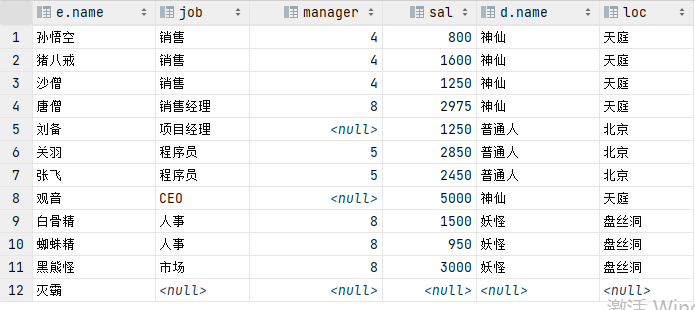 e.name job manager sal d.name loc
1 孙悟空 销售 4 800 神仙 天庭
2 猪八戒 销售 4 1600 神仙 天庭
3 沙僧 销售 4 1250 神仙 天庭
4 唐僧 销售经理 8 2975 神仙 天庭
5 刘备 项目经理 <null> 1250 普通人 北京
6 关羽 程序员 5 2850 普通人 北京
7 张飞 程序员 5 2450 普通人 北京
8 观音 CEO <null> 5000 神仙 天庭
9 白骨精 人事 8 1500 妖怪 盘丝洞
10 蜘蛛精 人事 8 950 妖怪 盘丝洞
11 黑熊怪 市场 8 3000 妖怪 盘丝洞
12 灭霸 <null> <null> <null> <null> <null>
激活 Win